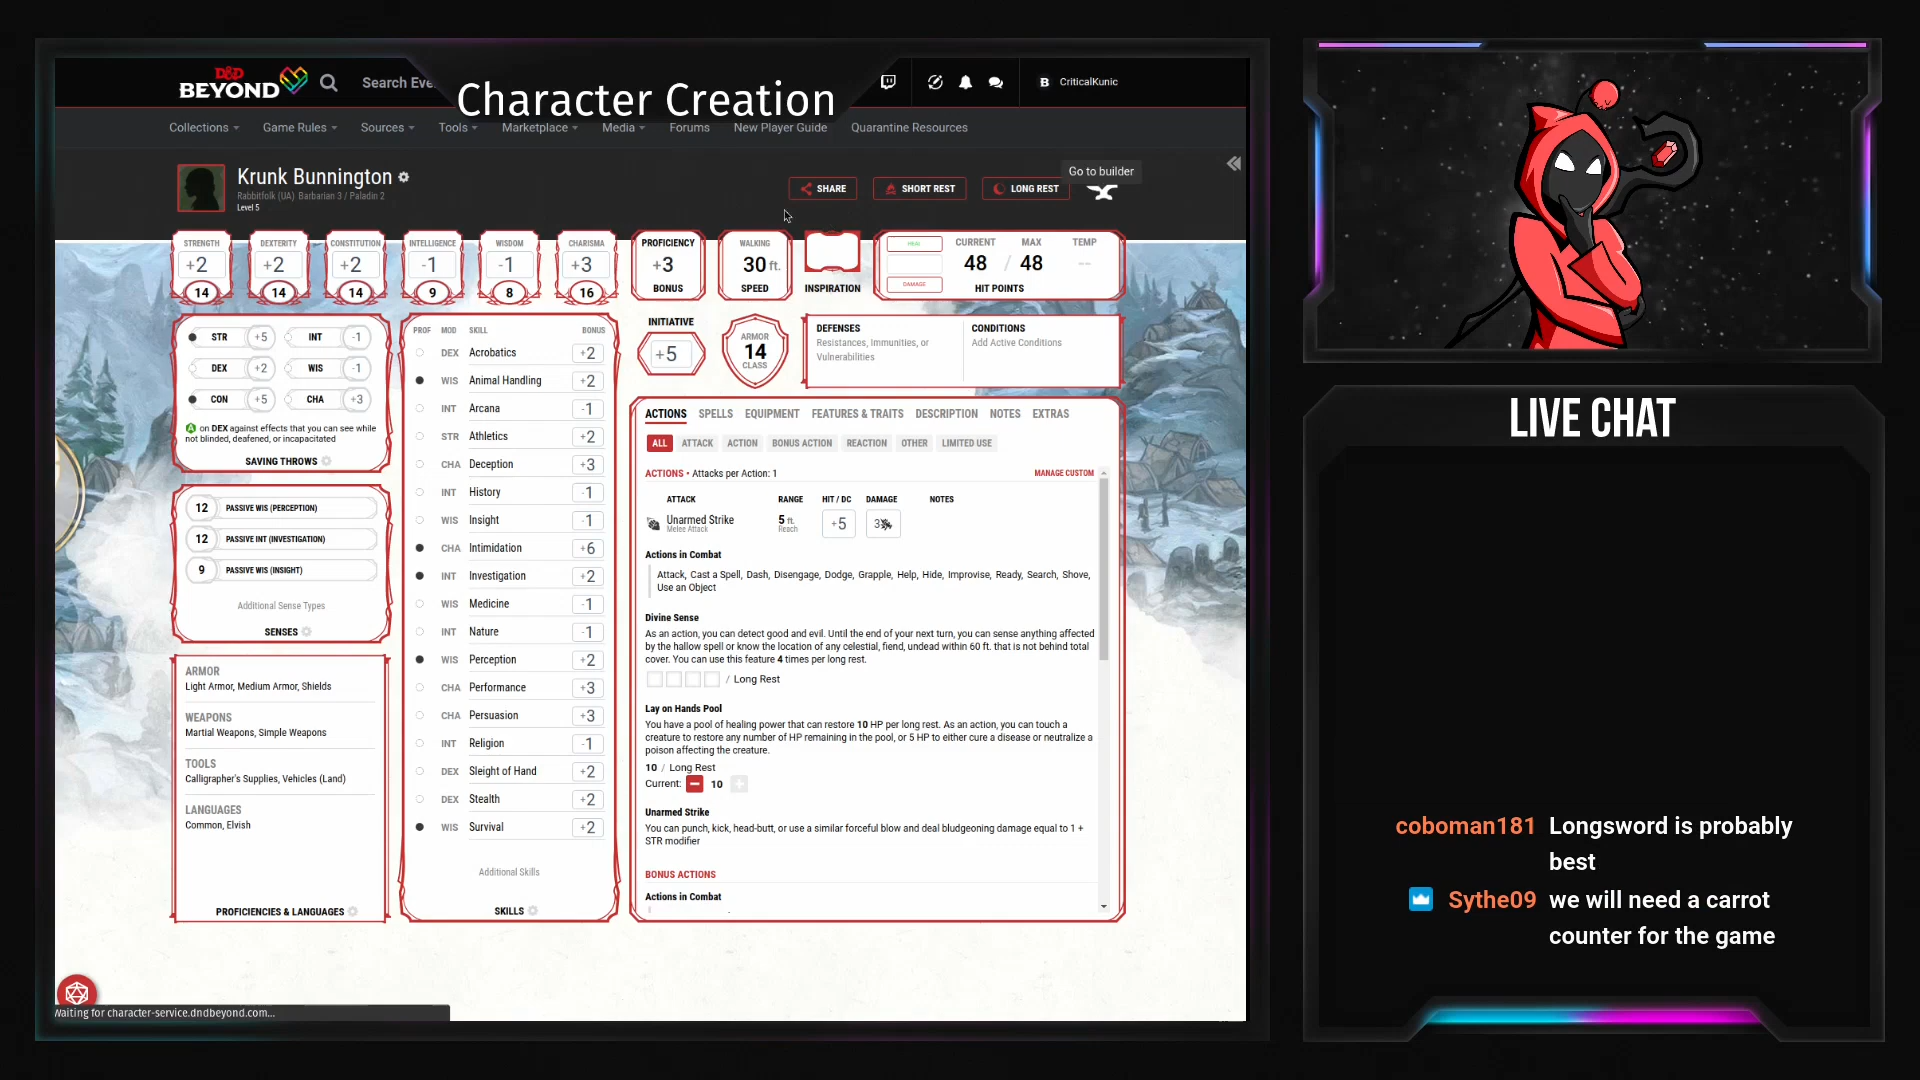 D&D
BEYOND
Search Eve
Character Creation
B CriticalKunic
Collections
Game Rules
Sources
Tools
Marketplace
Media
Forums
New Player Guide
Quarantine Resources
Krunk Bunnington
Rabbitfolk (UA) Barbarian 3 / Paladin 2
Level 5
SHARE
SHORT REST
LONG REST
Go to builder
STRENGTH
+2
14
DEXTERITY
+2
14
CONSTITUTION
+2
14
INTELLIGENCE
-1
9
WISDOM
-1
8
CHARISMA
+3
16
PROFICIENCY
+3
BONUS
WALKING
30 ft.
SPEED
INSPIRATION
HEAL
DAMAGE
CURRENT
48
/
MAX
48
TEMP
--
HIT POINTS
STR +5
INT -1
DEX +2
WIS -1
CON +5
CHA +3
A on DEX against effects that you can see while
not blinded, deafened, or incapacitated
SAVING THROWS
12 PASSIVE WIS (PERCEPTION)
12 PASSIVE INT (INVESTIGATION)
9 PASSIVE WIS (INSIGHT)
Additional Sense Types
SENSES
ARMOR
Light Armor, Medium Armor, Shields
WEAPONS
Martial Weapons, Simple Weapons
TOOLS
Calligrapher's Supplies, Vehicles (Land)
LANGUAGES
Common, Elvish
PROFICIENCIES & LANGUAGES
PROF MOD SKILL BONUS
DEX Acrobatics +2
WIS Animal Handling +2
INT Arcana -1
STR Athletics +2
CHA Deception +3
INT History -1
WIS Insight -1
CHA Intimidation +6
INT Investigation +2
WIS Medicine -1
INT Nature -1
WIS Perception +2
CHA Performance +3
CHA Persuasion +3
INT Religion -1
DEX Sleight of Hand +2
DEX Stealth +2
WIS Survival +2
Additional Skills
SKILLS
INITIATIVE
+5
ARMOR
14
CLASS
DEFENSES
Resistances, Immunities, or
Vulnerabilities
CONDITIONS
Add Active Conditions
ACTIONS SPELLS EQUIPMENT FEATURES & TRAITS DESCRIPTION NOTES EXTRAS
ALL ATTACK ACTION BONUS ACTION REACTION OTHER LIMITED USE
ACTIONS • Attacks per Action: 1
MANAGE CUSTOM
ATTACK RANGE HIT / DC DAMAGE NOTES
Unarmed Strike 5 ft. +5 3
Melee Attack Reach
Actions in Combat
Attack, Cast a Spell, Dash, Disengage, Dodge, Grapple, Help, Hide, Improvise, Ready, Search, Shove,
Use an Object
Divine Sense
As an action, you can detect good and evil. Until the end of your next turn, you can sense anything affected
by the hallow spell or know the location of any celestial, fiend, undead within 60 ft. that is not behind total
cover. You can use this feature 4 times per long rest.
/ Long Rest
Lay on Hands Pool
You have a pool of healing power that can restore 10 HP per long rest. As an action, you can touch a
creature to restore any number of HP remaining in the pool, or 5 HP to either cure a disease or neutralize a
poison affecting the creature.
10 / Long Rest
Current: 10
Unarmed Strike
You can punch, kick, head-butt, or use a similar forceful blow and deal bludgeoning damage equal to 1 +
STR modifier
BONUS ACTIONS
Actions in Combat
Waiting for character-service.dndbeyond.com...
LIVE CHAT
coboman181 Longsword is probably
best
Sythe09 we will need a carrot
counter for the game